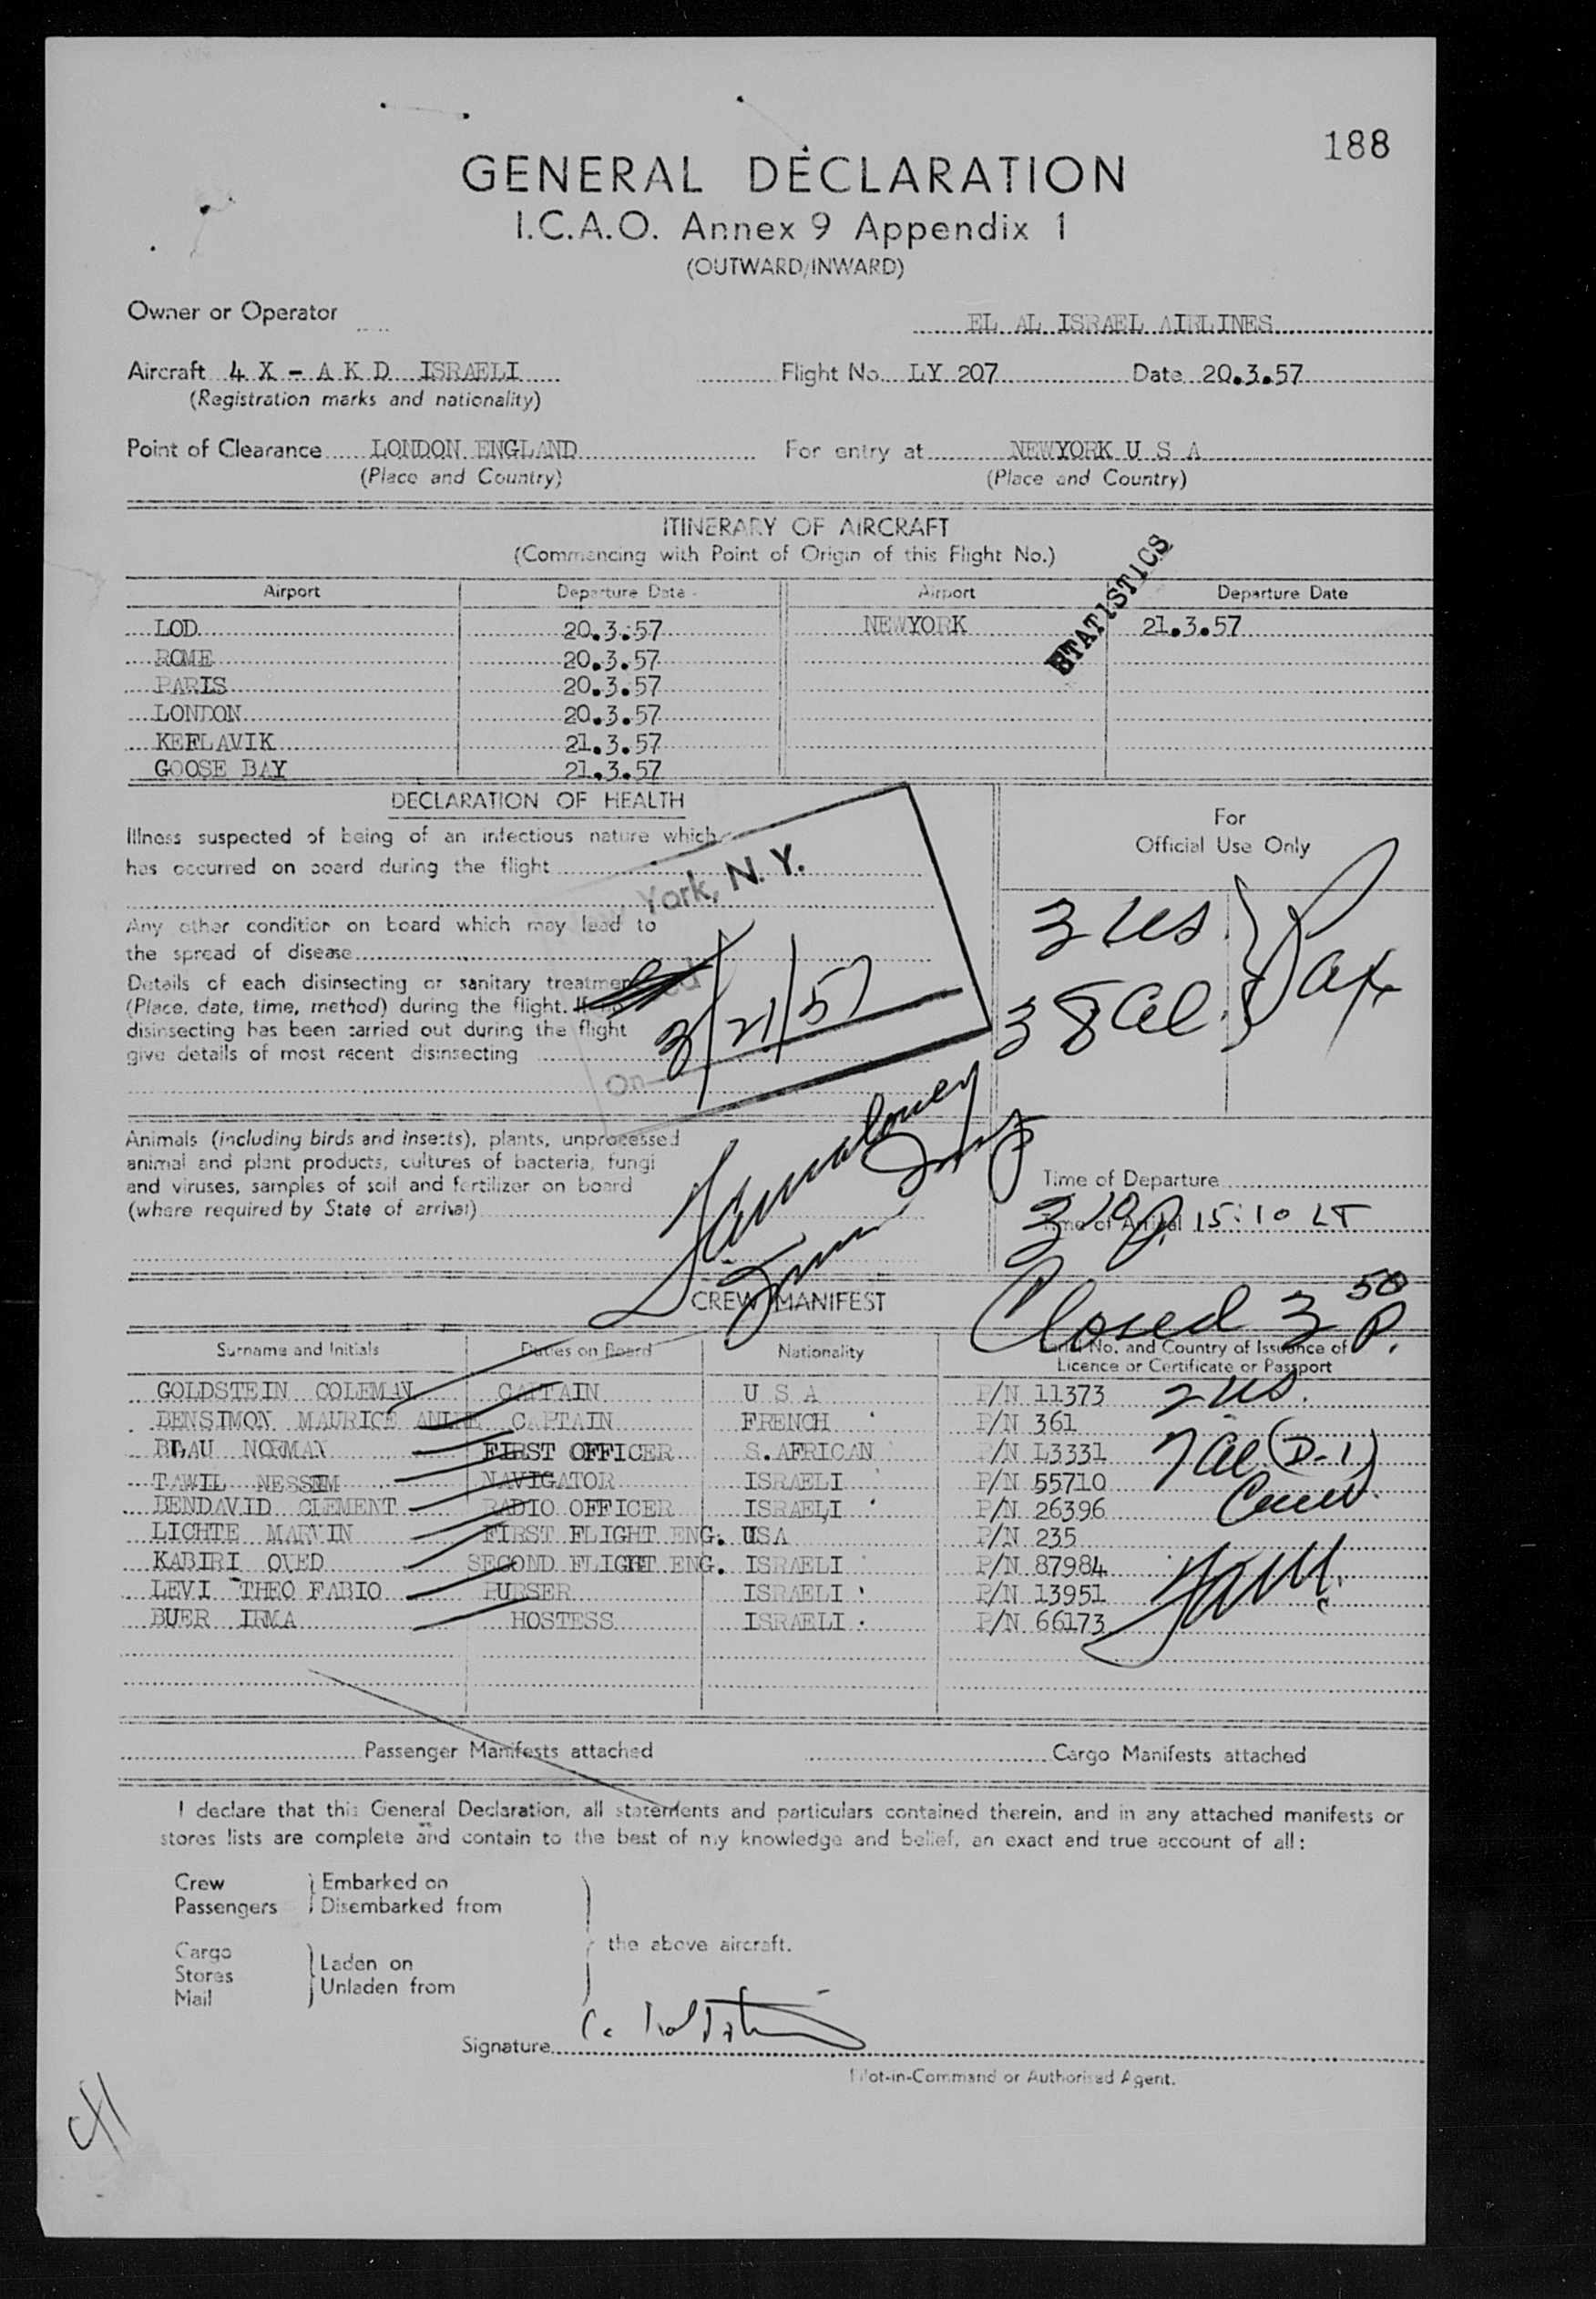 188
GENERAL DECLARATION
I.C.A.O. Annex 9 Appendix 1
(OUTWARD/INWARD)
Owner or Operator EL AL ISRAEL AIRLINES
Aircraft 4 X - A K D ISRAELI Flight No. LY 207 Date 20.3.57
(Registration marks and nationality)
Point of Clearance LONDON ENGLAND For entry at NEWYORK U S A
(Place and Country) (Place and Country)
ITINERARY OF AIRCRAFT
(Commencing with Point of Origin of this Flight No.)
STATISTICS
Airport Departure Date Airport Departure Date
LOD 20.3.57 NEWYORK 21.3.57
ROME 20.3.57
PARIS 20.3.57
LONDON 20.3.57
KEFLAVIK 21.3.57
GOOSE BAY 21.3.57
DECLARATION OF HEALTH
Illness suspected of being of an infectious nature which
has occurred on board during the flight
York, N. Y.
Any other condition on board which may lead to
the spread of disease
Details of each disinsecting or sanitary treatment
(Place, date, time, method) during the flight. If no
disinsecting has been carried out during the flight
give details of most recent disinsecting
On 3/21/57
For
Official Use Only
3 US
38 al. Pax
Animals (including birds and insects), plants, unprocessed
animal and plant products, cultures of bacteria, fungi
and viruses, samples of soil and fertilizer on board
(where required by State of arrival)
Time of Departure
Time of Arrival 15:10 LT
3 10 P.
Closed 3 50 P.
CREW MANIFEST
Surname and Initials Duties on Board Nationality Serial No. and Country of Issuance of
Licence or Certificate or Passport
GOLDSTEIN COLEMAN CAPTAIN U S A P/N 11373
BENSIMON MAURICE CAPTAIN FRENCH P/N 361
BLAU NORMAN FIRST OFFICER S.AFRICAN P/N L3331
TAWIL NESSIM NAVIGATOR ISRAELI P/N 55710
BENDAVID CLEMENT RADIO OFFICER ISRAELI P/N 26396
LICHTE MARVIN FIRST FLIGHT ENG. USA P/N 235
KABIRI OVED SECOND FLIGHT ENG. ISRAELI P/N 87984
LEVI THEO FABIO PURSER ISRAELI P/N 13951
BUER IRMA HOSTESS ISRAELI P/N 66173
2 US.
7 al (D-1)
Crew.
Passenger Manifests attached Cargo Manifests attached
I declare that this General Declaration, all statements and particulars contained therein, and in any attached manifests or
stores lists are complete and contain to the best of my knowledge and belief, an exact and true account of all:
Crew Embarked on
Passengers Disembarked from
the above aircraft.
Cargo
Stores Laden on
Mail Unladen from
Signature
Pilot-in-Command or Authorised Agent.